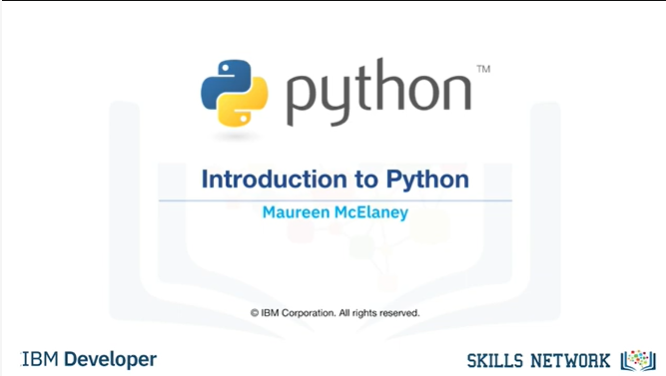 python™
Introduction to Python
Maureen McElaney
© IBM Corporation. All rights reserved.
IBM Developer
SKILLS NETWORK